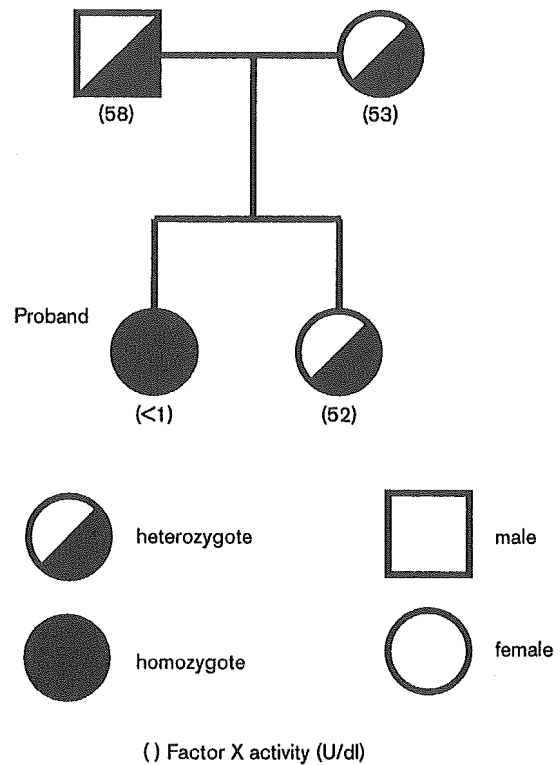 (58) (53)
Proband
(<1) (52)
heterozygote male
homozygote female
() Factor X activity (U/dl)